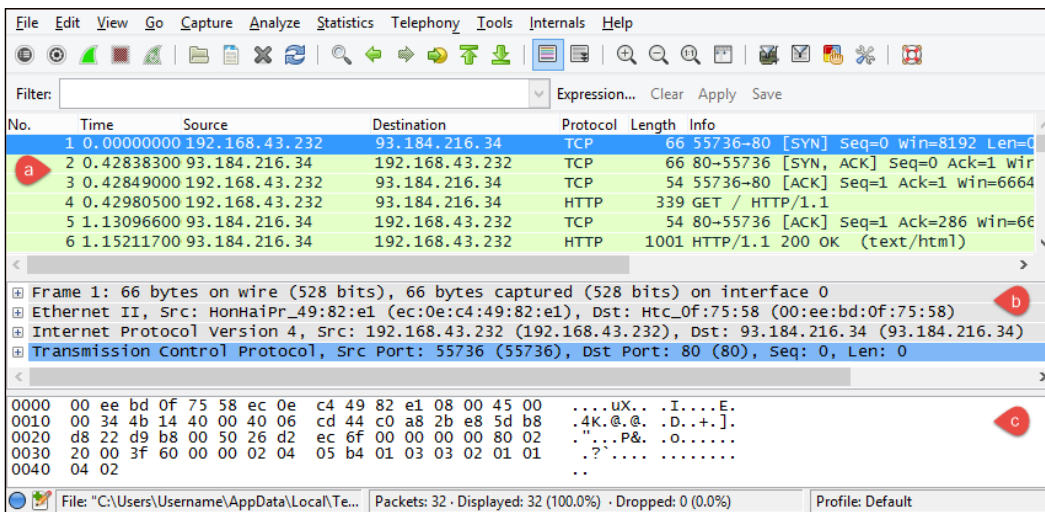 File Edit View Go Capture Analyze Statistics Telephony Tools Internals Help
Filter: Expression... Clear Apply Save
No. Time Source Destination Protocol Length Info
1 0.00000000 192.168.43.232 93.184.216.34 TCP 66 55736→80 [SYN] Seq=0 Win=8192 Len=0
a
2 0.42838300 93.184.216.34 192.168.43.232 TCP 66 80→55736 [SYN, ACK] Seq=0 Ack=1 Wir
3 0.42849000 192.168.43.232 93.184.216.34 TCP 54 55736→80 [ACK] Seq=1 Ack=1 Win=6664
4 0.42980500 192.168.43.232 93.184.216.34 HTTP 339 GET / HTTP/1.1
5 1.13096600 93.184.216.34 192.168.43.232 TCP 54 80→55736 [ACK] Seq=1 Ack=286 Win=66
6 1.15211700 93.184.216.34 192.168.43.232 HTTP 1001 HTTP/1.1 200 OK (text/html)
Frame 1: 66 bytes on wire (528 bits), 66 bytes captured (528 bits) on interface 0
b
Ethernet II, Src: HonHaiPr_49:82:e1 (ec:0e:c4:49:82:e1), Dst: Htc_0f:75:58 (00:ee:bd:0f:75:58)
Internet Protocol Version 4, Src: 192.168.43.232 (192.168.43.232), Dst: 93.184.216.34 (93.184.216.34)
Transmission Control Protocol, Src Port: 55736 (55736), Dst Port: 80 (80), Seq: 0, Len: 0
0000 00 ee bd 0f 75 58 ec 0e c4 49 82 e1 08 00 45 00 ....uX.. .I....E.
0010 00 34 4b 14 40 00 40 06 cd 44 c0 a8 2b e8 5d b8 .4K.@.@. .D..+.].
c
0020 d8 22 d9 b8 00 50 26 d2 ec 6f 00 00 00 00 80 02 ."...P&. .o......
0030 20 00 3f 60 00 00 02 04 05 b4 01 03 03 02 01 01 .?`.... ........
0040 04 02 ..
File: "C:\Users\Username\AppData\Local\Te... Packets: 32 · Displayed: 32 (100.0%) · Dropped: 0 (0.0%) Profile: Default